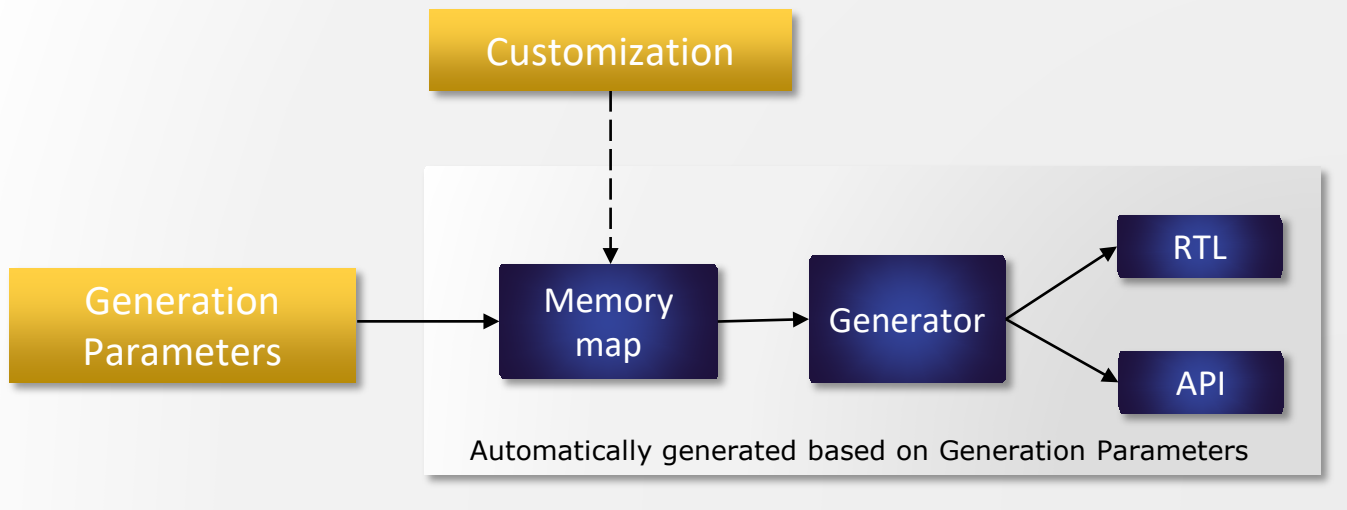 Customization
Generation
Parameters
Memory
map
Generator
RTL
API
Automatically generated based on Generation Parameters